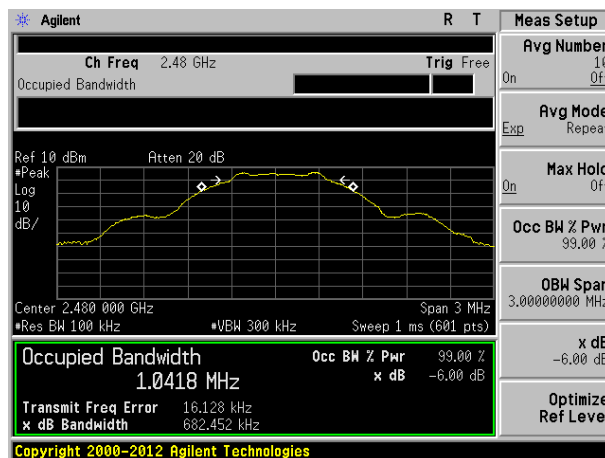 Agilent R T
Meas Setup
Ch Freq 2.48 GHz Trig Free
Occupied Bandwidth
Ref 10 dBm Atten 20 dB
#Peak
Log
10
dB/
Center 2.480 000 GHz Span 3 MHz
#Res BW 100 kHz #VBW 300 kHz Sweep 1 ms (601 pts)
Occupied Bandwidth
1.0418 MHz
Occ BW % Pwr 99.00 %
x dB -6.00 dB
Transmit Freq Error 16.128 kHz
x dB Bandwidth 682.452 kHz
Copyright 2000-2012 Agilent Technologies
Avg Number
10
On Off
Avg Mode
Exp Repeat
Max Hold
On Off
Occ BW % Pwr
99.00 %
OBW Span
3.00000000 MHz
x dB
-6.00 dB
Optimize
Ref Level